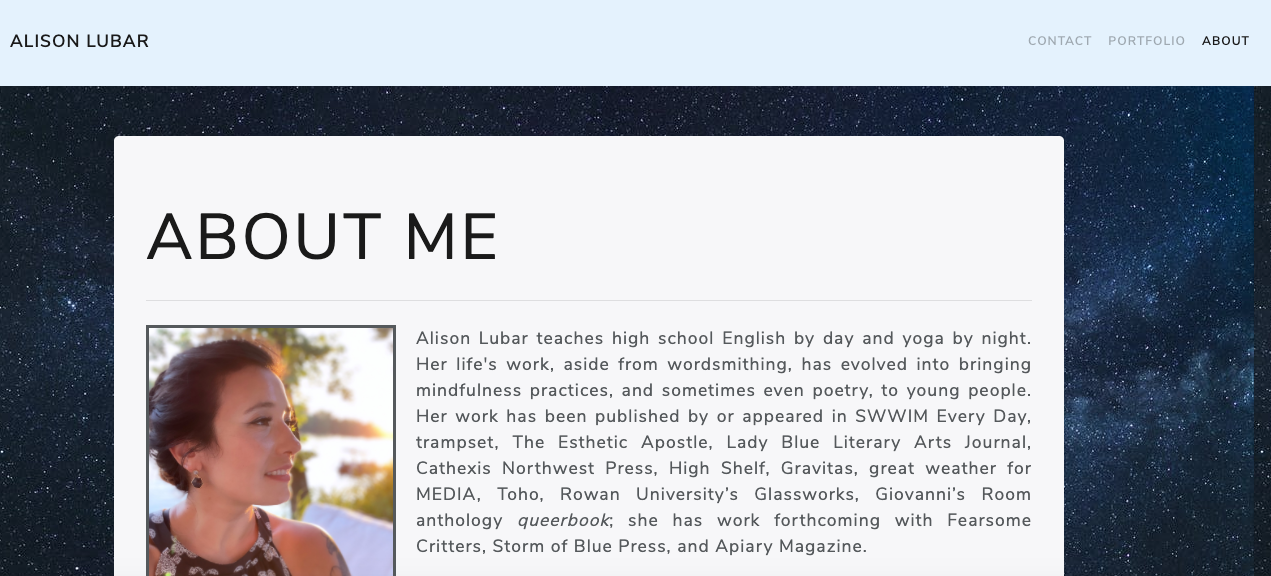 ALISON LUBAR
CONTACT PORTFOLIO ABOUT
ABOUT ME
Alison Lubar teaches high school English by day and yoga by night.
Her life's work, aside from wordsmithing, has evolved into bringing
mindfulness practices, and sometimes even poetry, to young people.
Her work has been published by or appeared in SWWIM Every Day,
trampset, The Esthetic Apostle, Lady Blue Literary Arts Journal,
Cathexis Northwest Press, High Shelf, Gravitas, great weather for
MEDIA, Toho, Rowan University’s Glassworks, Giovanni’s Room
anthology queerbook; she has work forthcoming with Fearsome
Critters, Storm of Blue Press, and Apiary Magazine.